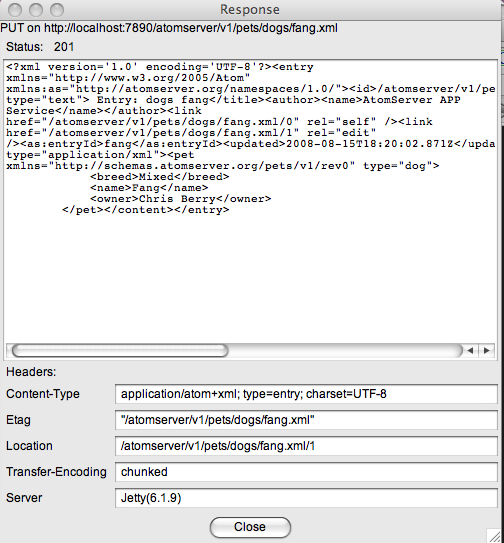 Response
PUT on http://localhost:7890/atomserver/v1/pets/dogs/fang.xml
Status: 201
<?xml version='1.0' encoding='UTF-8'?><entry
xmlns="http://www.w3.org/2005/Atom"
xmlns:as="http://atomserver.org/namespaces/1.0/"><id>/atomserver/v1/pe
type="text"> Entry: dogs fang</title><author><name>AtomServer APP
Service</name></author><link
href="/atomserver/v1/pets/dogs/fang.xml/0" rel="self" /><link
href="/atomserver/v1/pets/dogs/fang.xml/1" rel="edit"
/><as:entryId>fang</as:entryId><updated>2008-08-15T18:20:02.871Z</upda
type="application/xml"><pet
xmlns="http://schemas.atomserver.org/pets/v1/rev0" type="dog">
<breed>Mixed</breed>
<name>Fang</name>
<owner>Chris Berry</owner>
</pet></content></entry>
Headers:
Content-Type application/atom+xml; type=entry; charset=UTF-8
Etag "/atomserver/v1/pets/dogs/fang.xml"
Location /atomserver/v1/pets/dogs/fang.xml/1
Transfer-Encoding chunked
Server Jetty(6.1.9)
Close